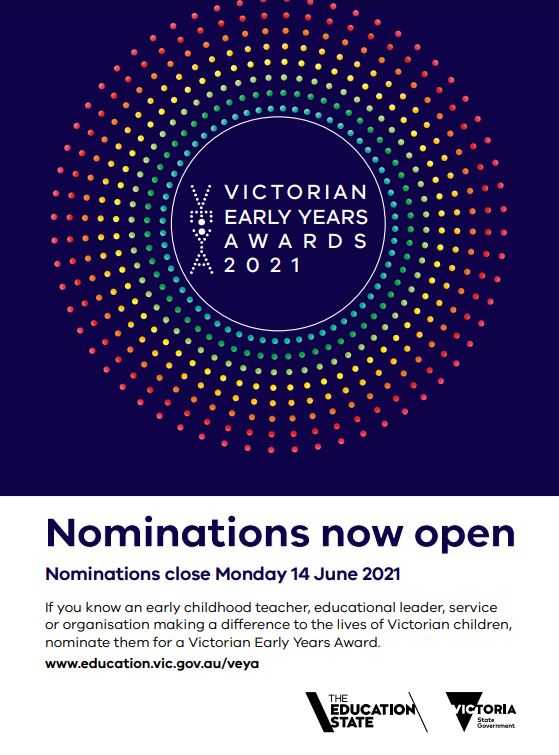 VICTORIAN
EARLY YEARS
AWARDS
2021
Nominations now open
Nominations close Monday 14 June 2021
If you know an early childhood teacher, educational leader, service
or organisation making a difference to the lives of Victorian children,
nominate them for a Victorian Early Years Award.
www.education.vic.gov.au/veya
THE
EDUCATION
STATE
VICTORIA
State
Government